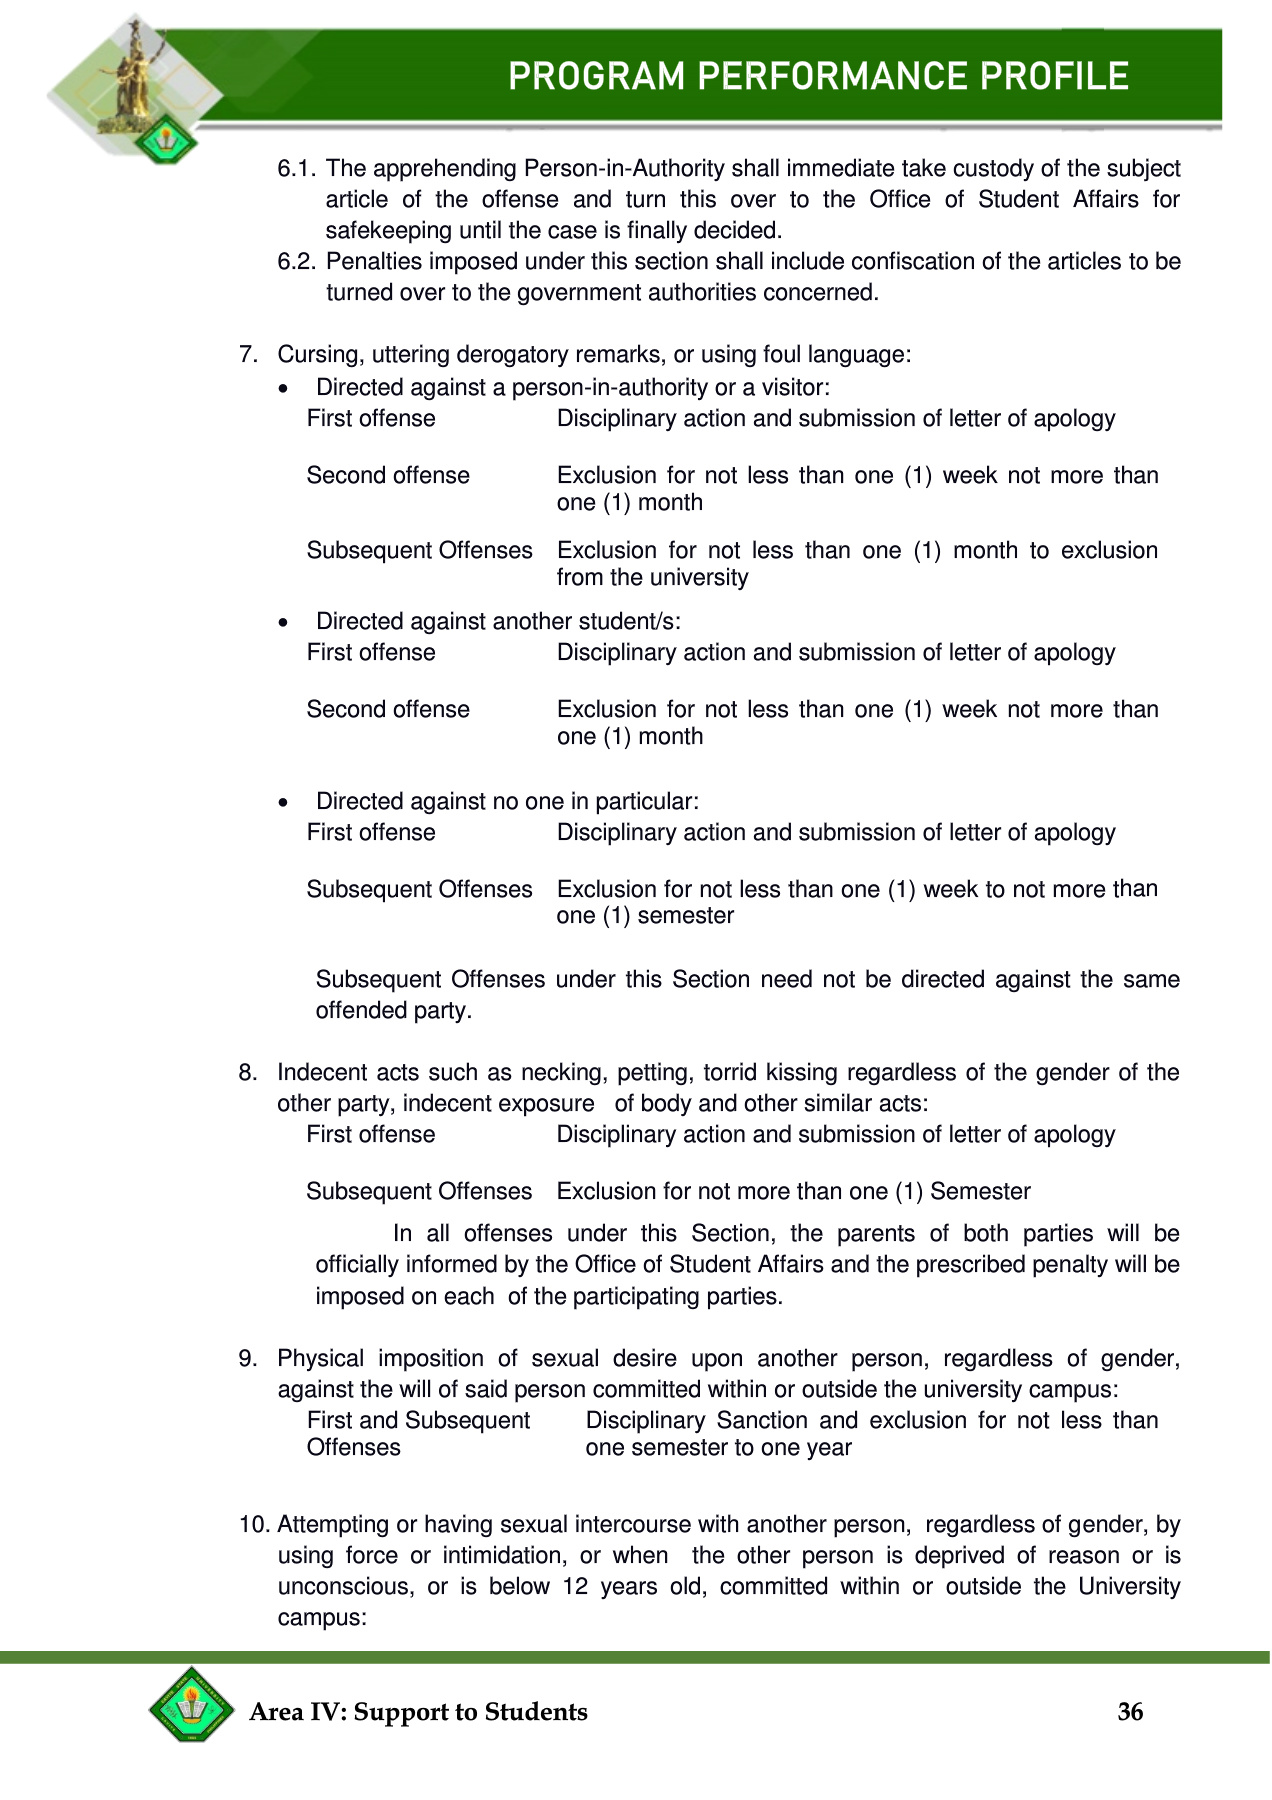 PROGRAM PERFORMANCE PROFILE
6.1. The apprehending Person-in-Authority shall immediate take custody of the subject
article of the offense and turn this over to the Office of Student Affairs for
safekeeping until the case is finally decided.
6.2. Penalties imposed under this section shall include confiscation of the articles to be
turned over to the government authorities concerned.
7. Cursing, uttering derogatory remarks, or using foul language:
• Directed against a person-in-authority or a visitor:
First offense Disciplinary action and submission of letter of apology
Second offense Exclusion for not less than one (1) week not more than
one (1) month
Subsequent Offenses Exclusion for not less than one (1) month to exclusion
from the university
• Directed against another student/s:
First offense Disciplinary action and submission of letter of apology
Second offense Exclusion for not less than one (1) week not more than
one (1) month
• Directed against no one in particular:
First offense Disciplinary action and submission of letter of apology
Subsequent Offenses Exclusion for not less than one (1) week to not more than
one (1) semester
Subsequent Offenses under this Section need not be directed against the same
offended party.
8. Indecent acts such as necking, petting, torrid kissing regardless of the gender of the
other party, indecent exposure of body and other similar acts:
First offense Disciplinary action and submission of letter of apology
Subsequent Offenses Exclusion for not more than one (1) Semester
In all offenses under this Section, the parents of both parties will be
officially informed by the Office of Student Affairs and the prescribed penalty will be
imposed on each of the participating parties.
9. Physical imposition of sexual desire upon another person, regardless of gender,
against the will of said person committed within or outside the university campus:
First and Subsequent Disciplinary Sanction and exclusion for not less than
Offenses one semester to one year
10. Attempting or having sexual intercourse with another person, regardless of gender, by
using force or intimidation, or when the other person is deprived of reason or is
unconscious, or is below 12 years old, committed within or outside the University
campus:
Area IV: Support to Students 36